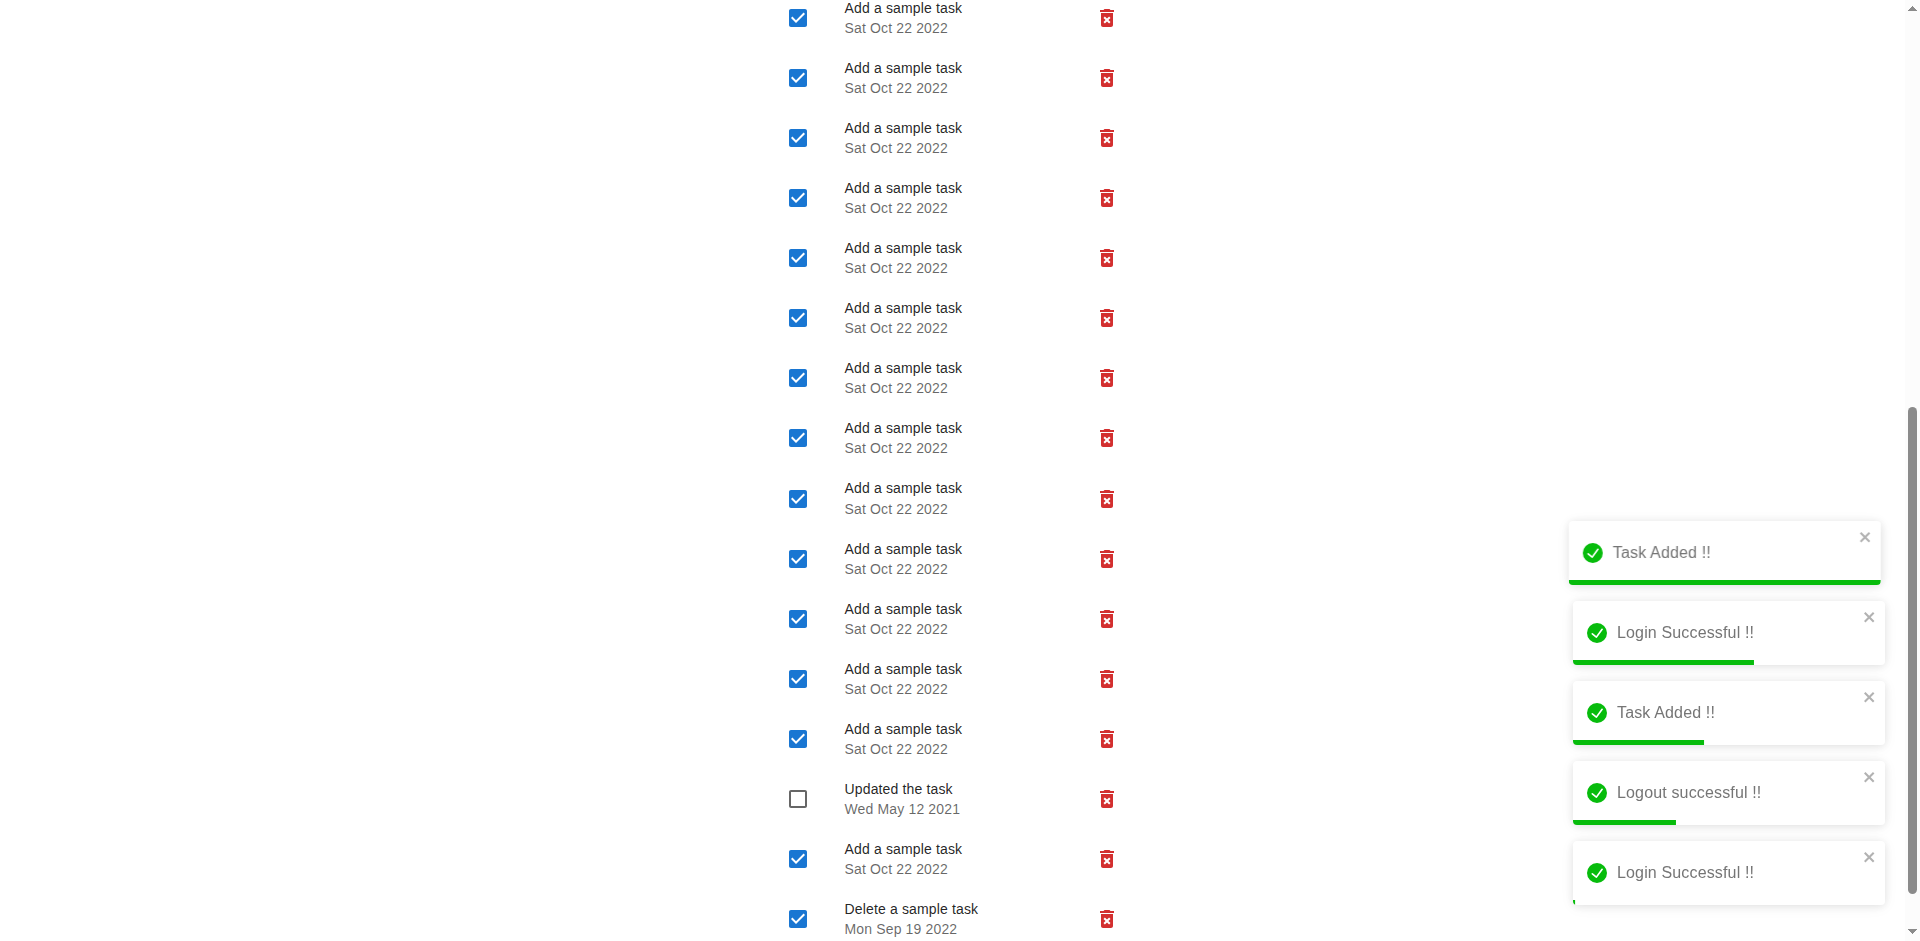 Add a sample task
Sat Oct 22 2022
Add a sample task
Sat Oct 22 2022
Add a sample task
Sat Oct 22 2022
Add a sample task
Sat Oct 22 2022
Add a sample task
Sat Oct 22 2022
Add a sample task
Sat Oct 22 2022
Add a sample task
Sat Oct 22 2022
Add a sample task
Sat Oct 22 2022
Add a sample task
Sat Oct 22 2022
Add a sample task
Sat Oct 22 2022
Add a sample task
Sat Oct 22 2022
Add a sample task
Sat Oct 22 2022
Add a sample task
Sat Oct 22 2022
Updated the task
Wed May 12 2021
Add a sample task
Sat Oct 22 2022
Delete a sample task
Mon Sep 19 2022
Task Added !!
Login Successful !!
Task Added !!
Logout successful !!
Login Successful !!